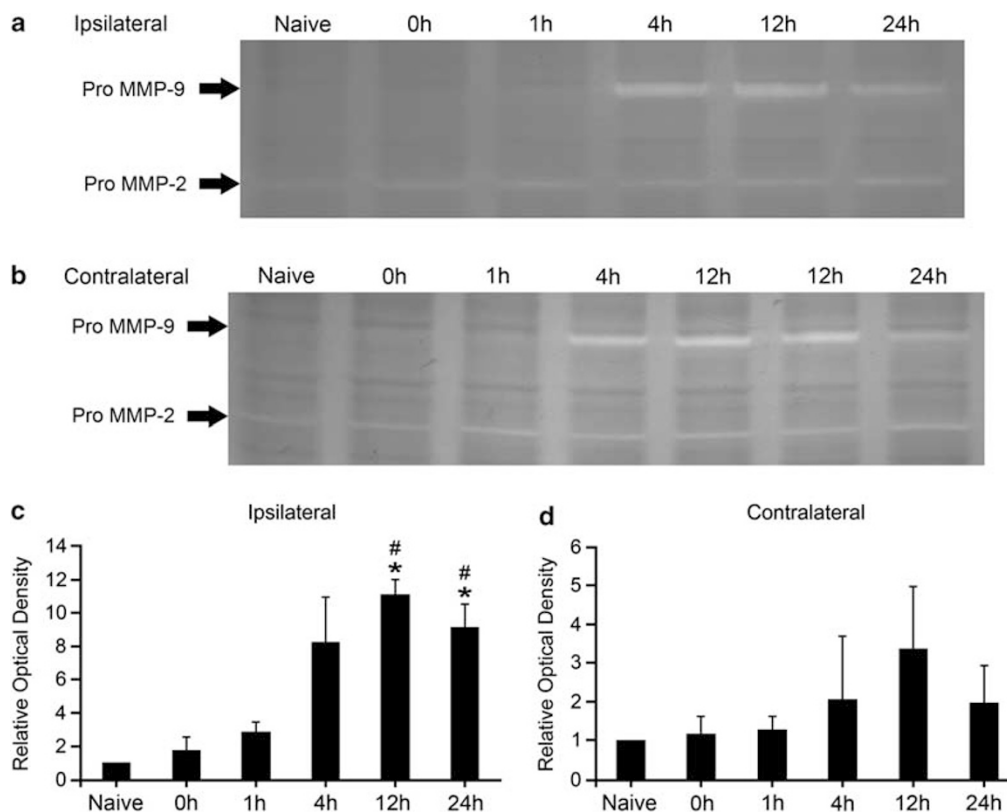 a Ipsilateral Naive 0h 1h 4h 12h 24h
Pro MMP-9
Pro MMP-2
b Contralateral Naive 0h 1h 4h 12h 12h 24h
Pro MMP-9
Pro MMP-2
c Ipsilateral
Relative Optical Density
14
12
10
8
6
4
2
0
# *
# *
Naive 0h 1h 4h 12h 24h
d Contralateral
Relative Optical Density
6
5
4
3
2
1
0
Naive 0h 1h 4h 12h 24h